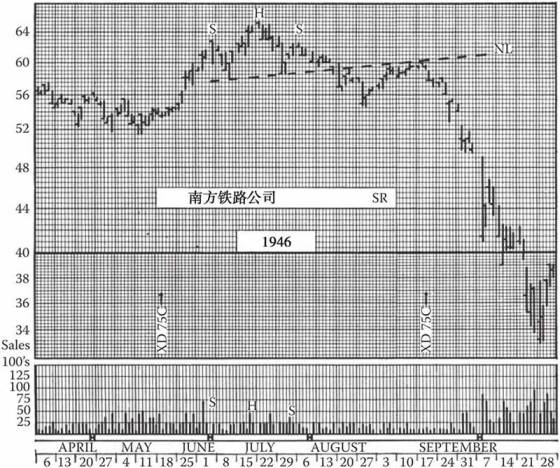 64
60
56
52
48
44
40
38
36
34
S H S
NL
南方铁路公司 SR
1946
XD 75C
XD 75C
Sales
100's
125
100
75
50
25
S H S
APRIL MAY JUNE JULY AUGUST SEPTEMBER
6 13 20 27 4 11 18 25 1 8 15 22 29 6 13 20 27 3 10 17 24 31 7 14 21 28